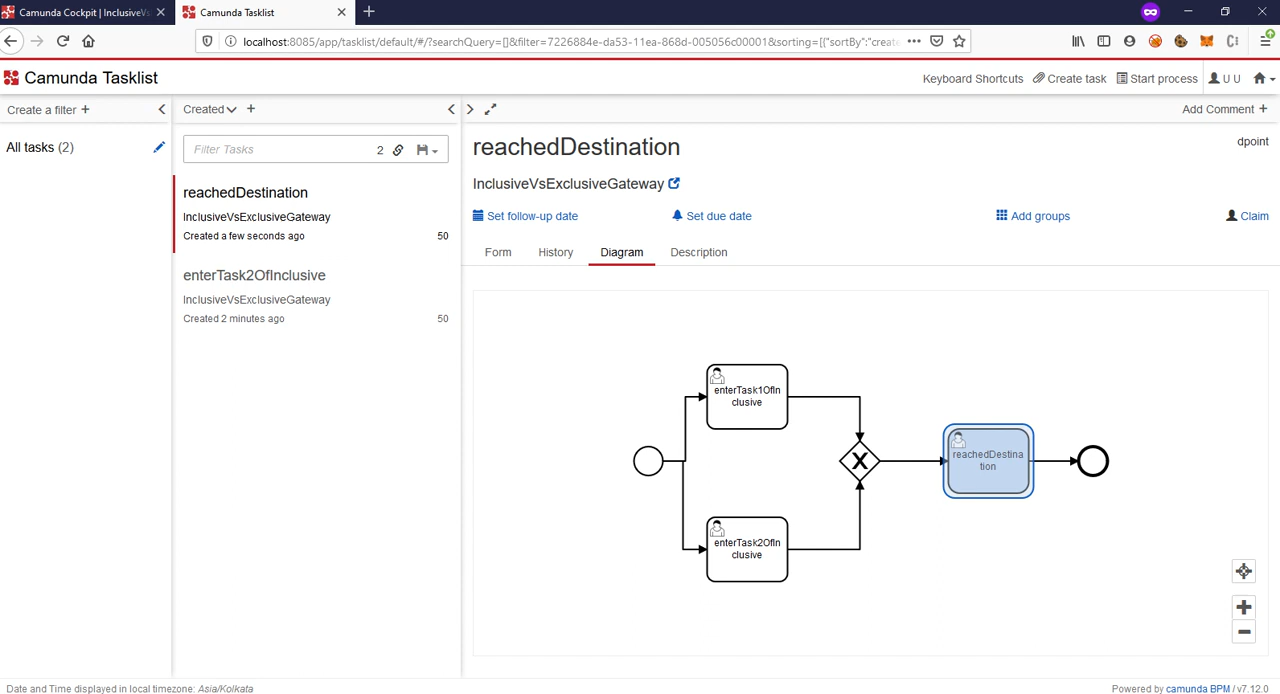 Camunda Cockpit | InclusiveVs
Camunda Tasklist
localhost:8085/app/tasklist/default/#/?searchQuery=[]&filter=7226884e-da53-11ea-868d-005056c00001&sorting=[{"sortBy":"create
Camunda Tasklist
Keyboard Shortcuts
Create task
Start process
U U
Create a filter +
Created
Add Comment +
All tasks (2)
Filter Tasks
2
reachedDestination
InclusiveVsExclusiveGateway
Created a few seconds ago
50
enterTask2OfInclusive
InclusiveVsExclusiveGateway
Created 2 minutes ago
50
reachedDestination
dpoint
InclusiveVsExclusiveGateway
Set follow-up date
Set due date
Add groups
Claim
Form
History
Diagram
Description
enterTask1OfIn
clusive
X
reachedDestina
tion
enterTask2OfIn
clusive
Date and Time displayed in local timezone: Asia/Kolkata
Powered by camunda BPM / v7.12.0